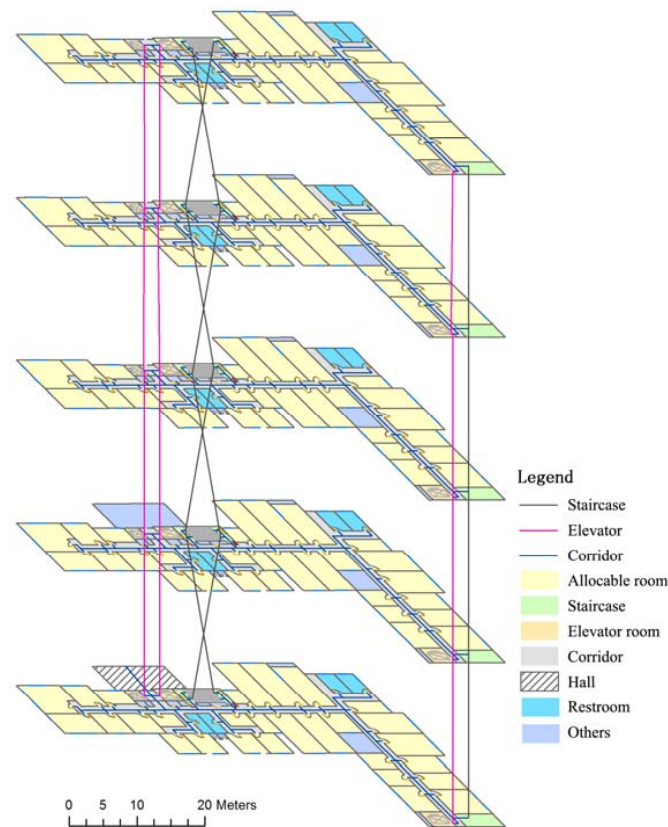 Legend
Staircase
Elevator
Corridor
Allocable room
Staircase
Elevator room
Corridor
Hall
Restroom
Others
0 5 10 20 Meters